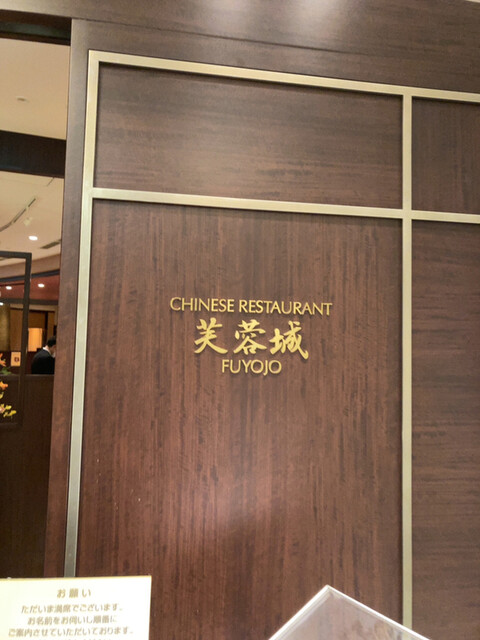 CHINESE RESTAURANT
芙蓉城
FUYOJO
お願い
ただいま満席でございます。
お名前をお伺いし順番に
ご案内させていただいております。